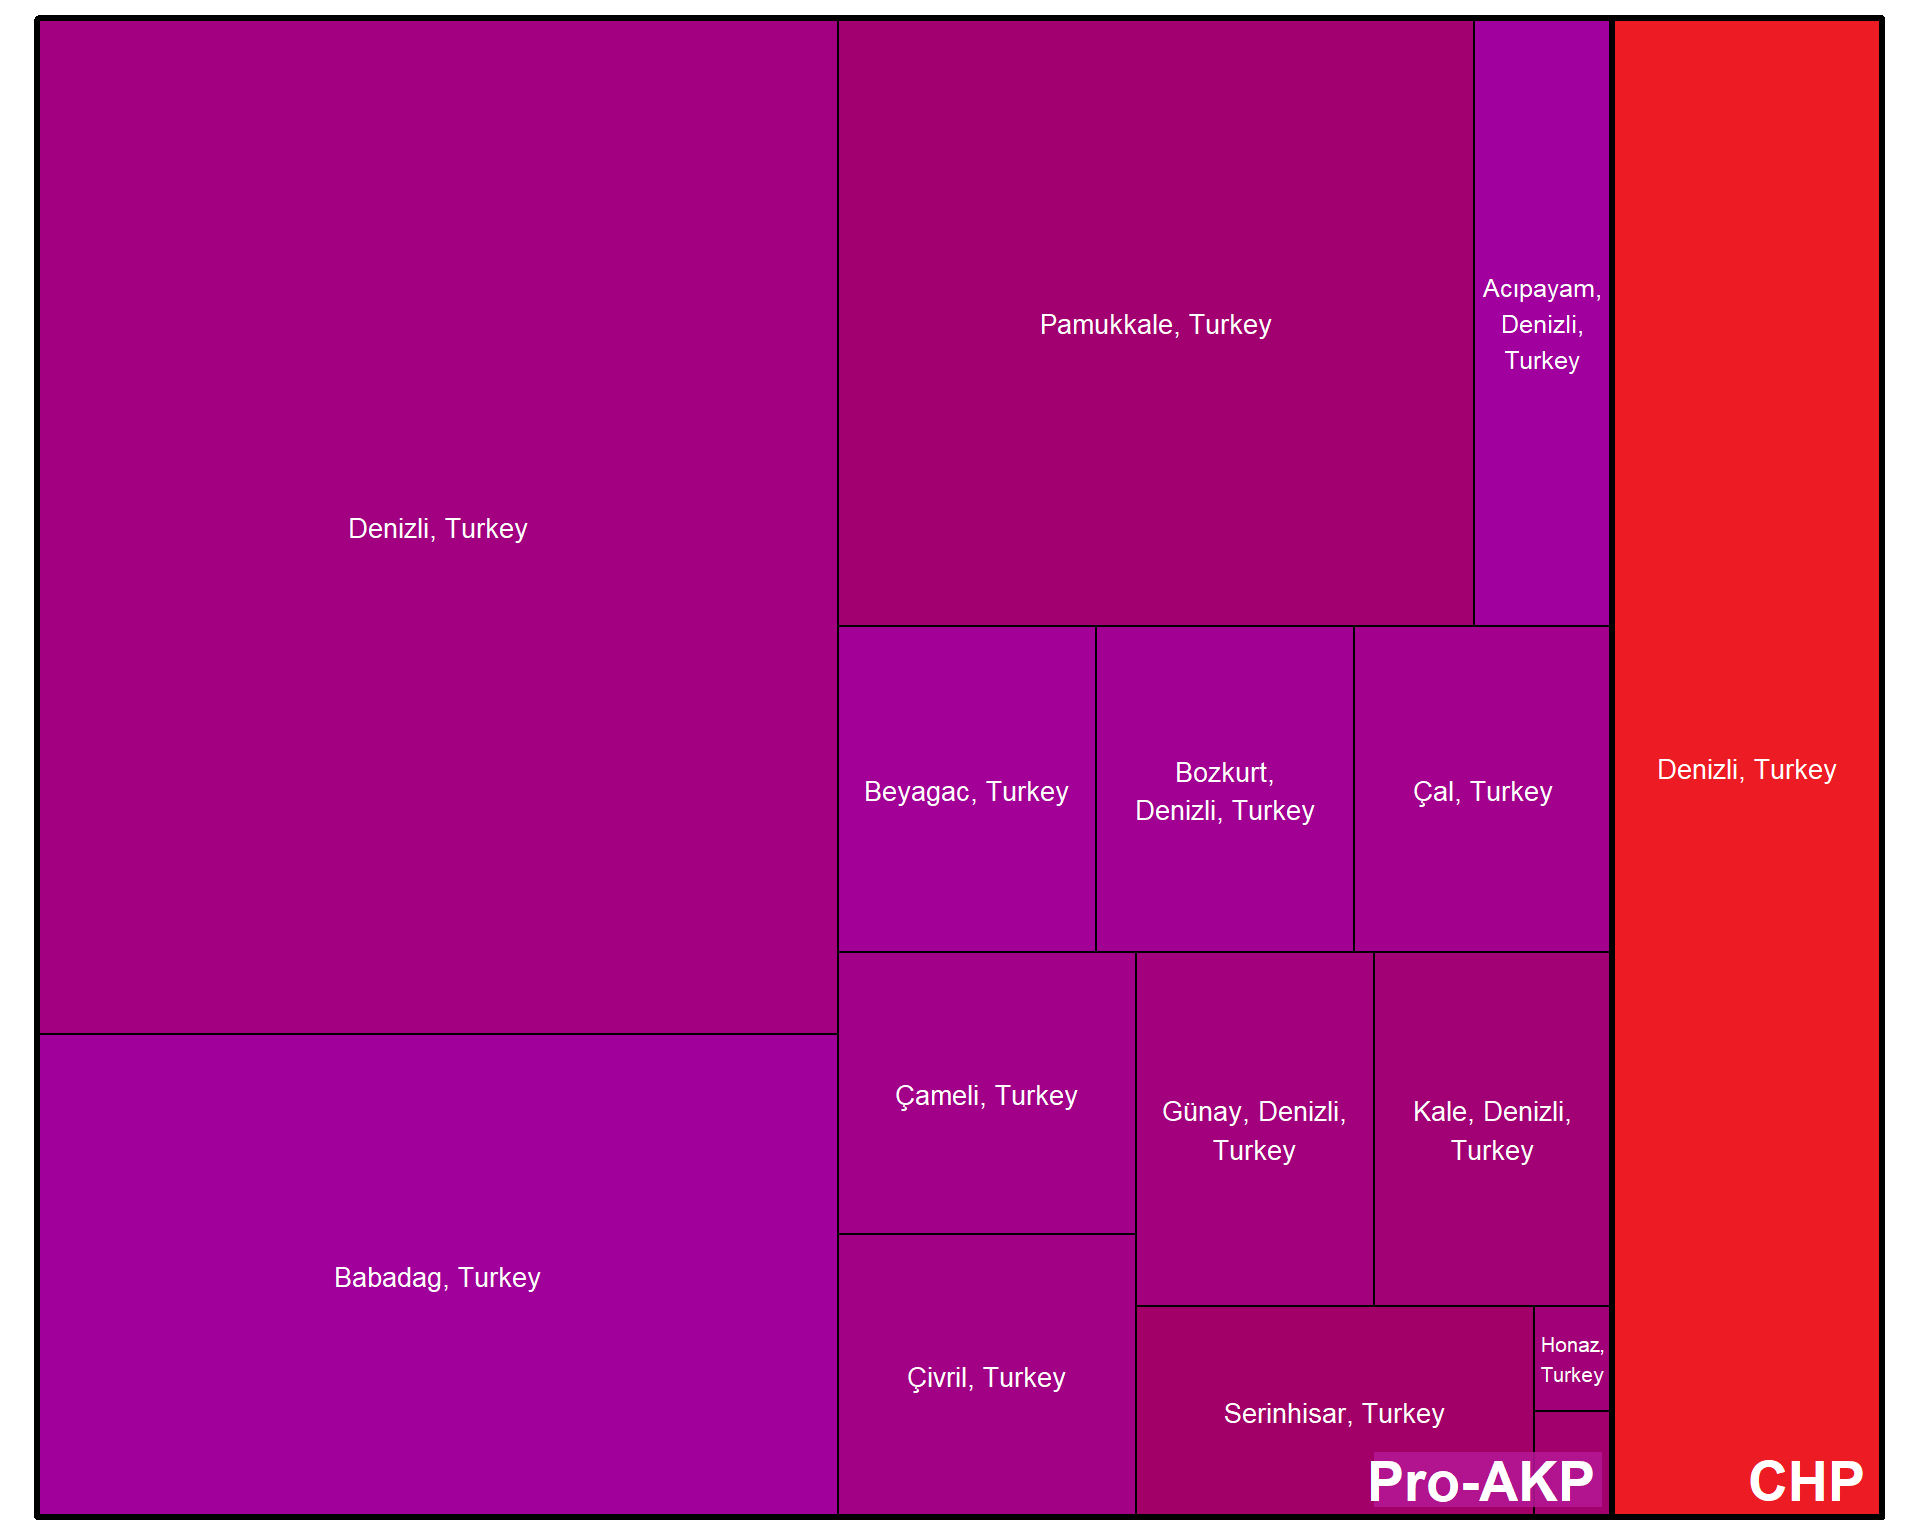 Denizli, Turkey
Pamukkale, Turkey
Acıpayam,
Denizli,
Turkey
Denizli, Turkey
Beyagac, Turkey
Bozkurt,
Denizli, Turkey
Çal, Turkey
Çameli, Turkey
Günay, Denizli,
Turkey
Kale, Denizli,
Turkey
Babadag, Turkey
Çivril, Turkey
Serinhisar, Turkey
Honaz,
Turkey
Pro-AKP
CHP